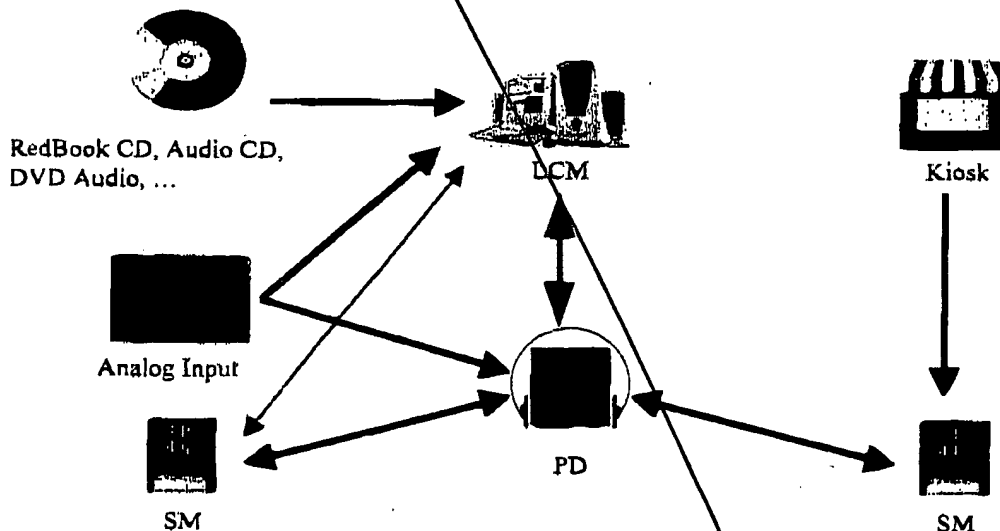 RedBook CD, Audio CD,
DVD Audio, ...
LCM
Kiosk
Analog Input
PD
SM
SM